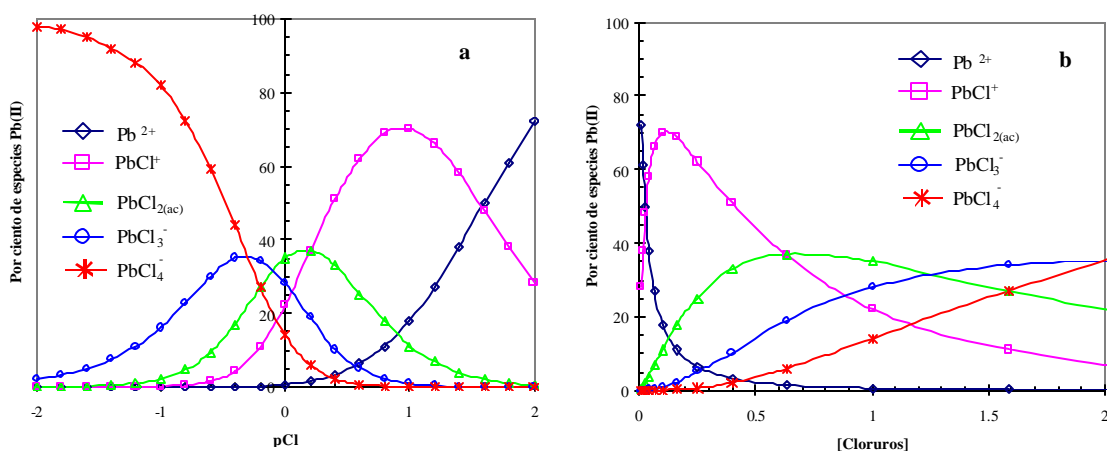 Por ciento de especies Pb(II)
100
80
60
40
20
0
-2 -1 0 1 2
pCl
a
Pb 2+
PbCl+
PbCl2(ac)
PbCl3-
PbCl4-
Por ciento de especies Pb(II)
100
80
60
40
20
0
0 0.5 1 1.5 2
[Cloruros]
b
Pb 2+
PbCl+
PbCl2(ac)
PbCl3-
PbCl4-